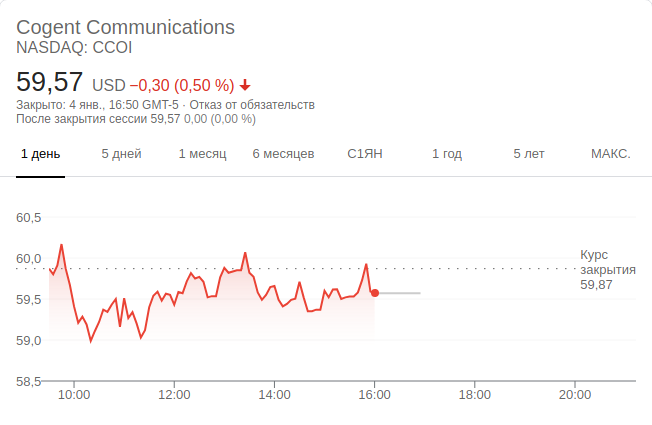 Cogent Communications
NASDAQ: CCOI
59,57 USD −0,30 (0,50 %)
Закрыто: 4 янв., 16:50 GMT-5 · Отказ от обязательств
После закрытия сессии 59,57 0,00 (0,00 %)
1 день 5 дней 1 месяц 6 месяцев С1ЯН 1 год 5 лет МАКС.
60,5
60,0
59,5
59,0
58,5
Курс
закрытия
59,87
10:00 12:00 14:00 16:00 18:00 20:00